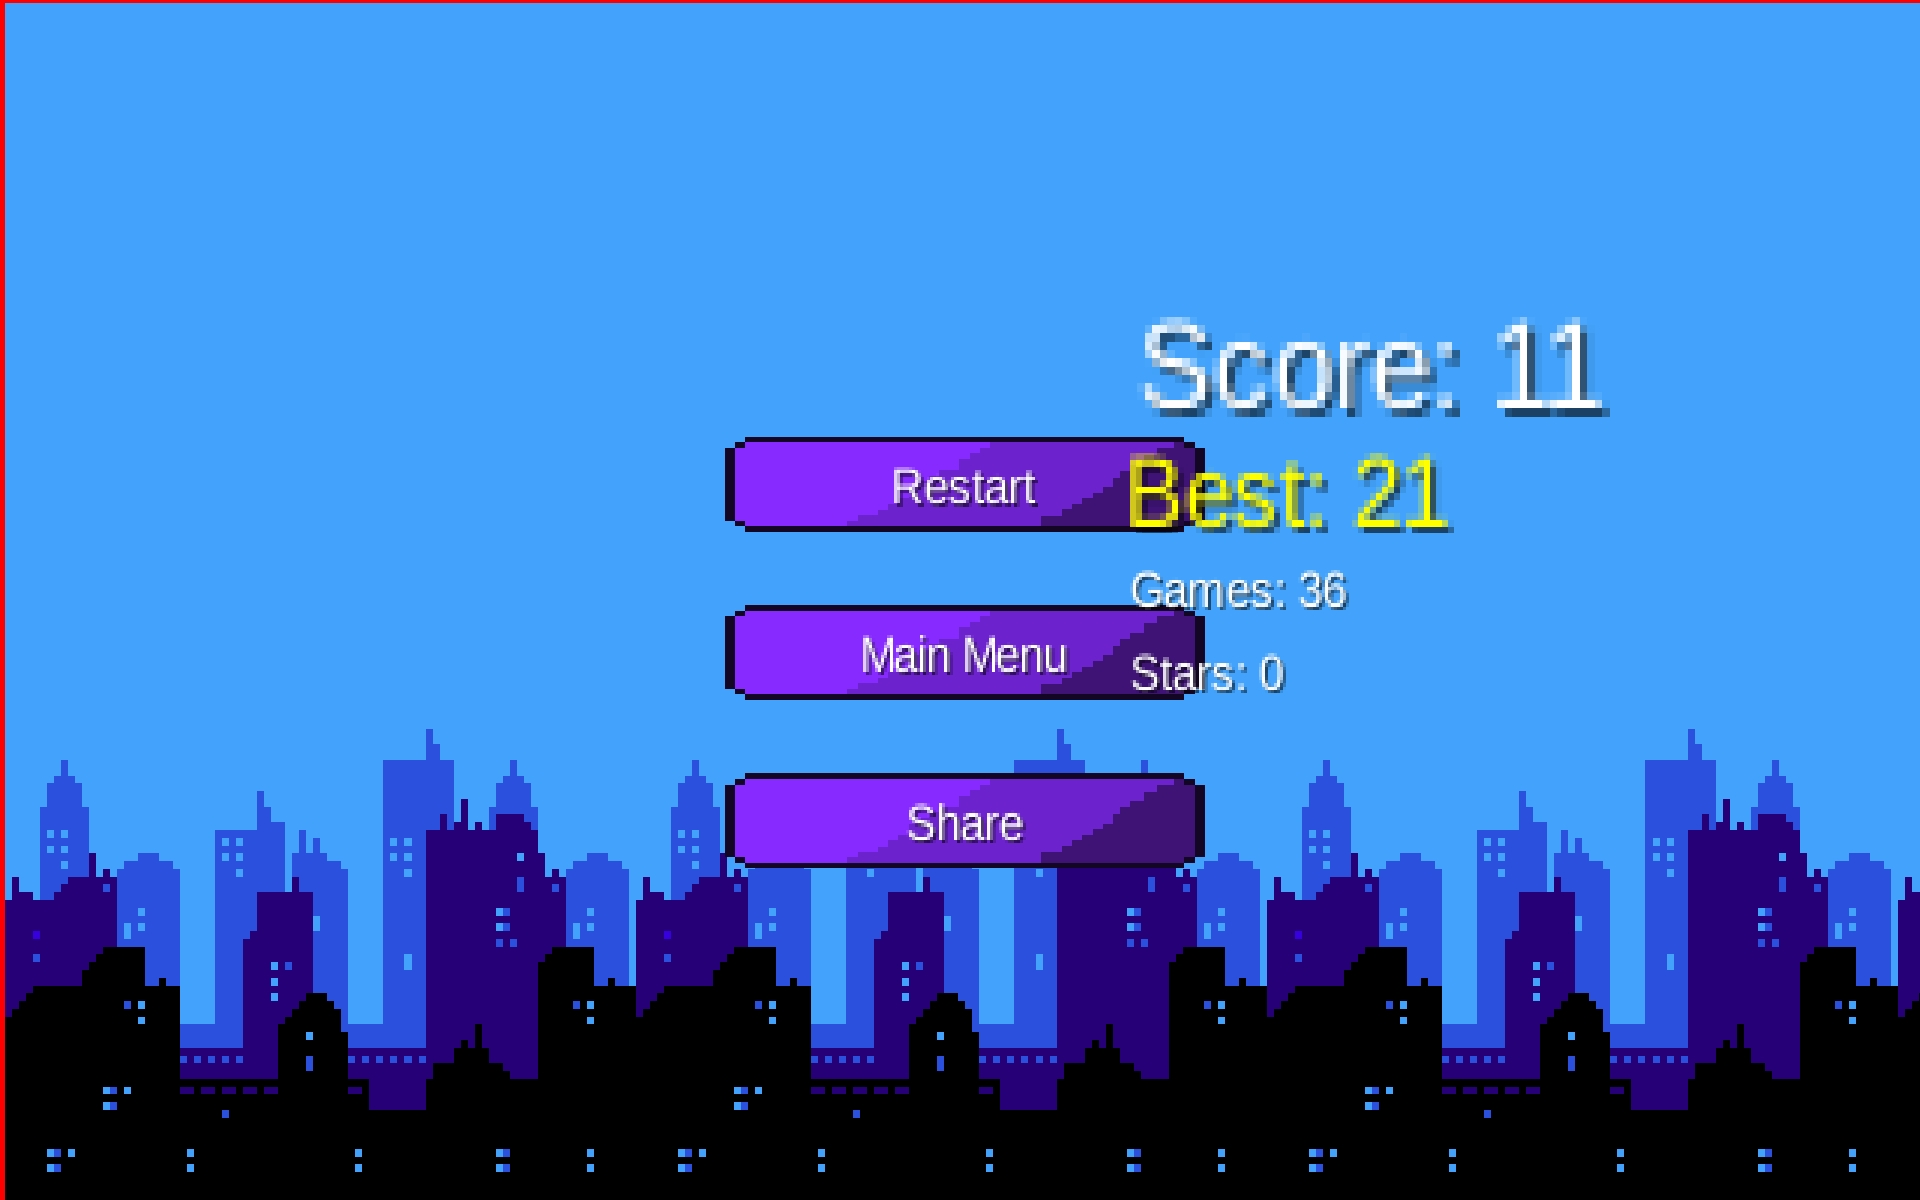 Score: 11
Restart
Best: 21
Games: 36
Main Menu
Stars: 0
Share